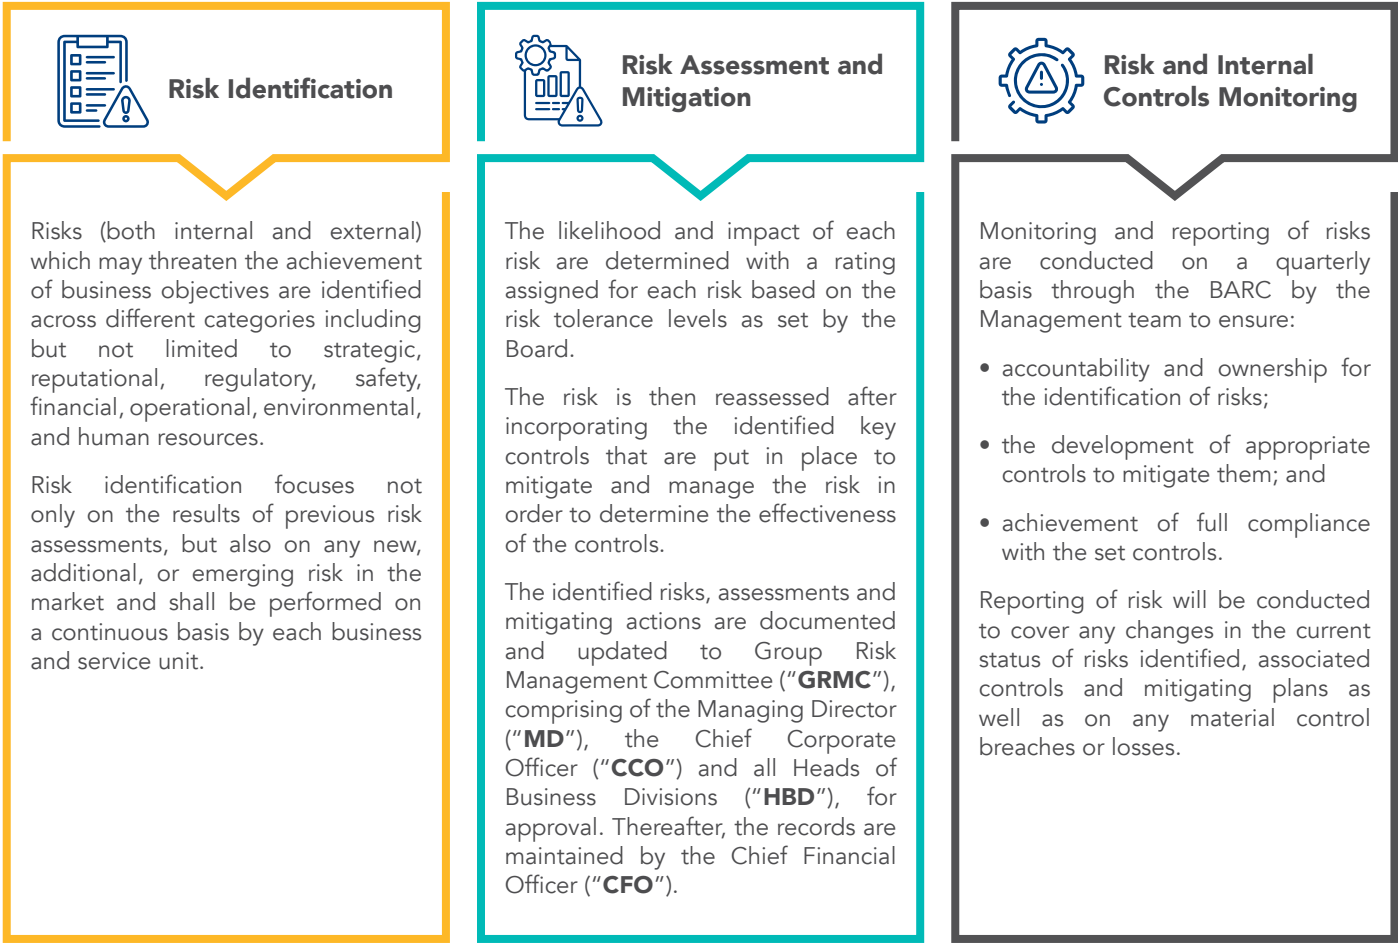 Risk Identification
Risks (both internal and external)
which may threaten the achievement
of business objectives are identified
across different categories including
but not limited to strategic,
reputational, regulatory, safety,
financial, operational, environmental,
and human resources.
Risk identification focuses not
only on the results of previous risk
assessments, but also on any new,
additional, or emerging risk in the
market and shall be performed on
a continuous basis by each business
and service unit.
Risk Assessment and
Mitigation
The likelihood and impact of each
risk are determined with a rating
assigned for each risk based on the
risk tolerance levels as set by the
Board.
The risk is then reassessed after
incorporating the identified key
controls that are put in place to
mitigate and manage the risk in
order to determine the effectiveness
of the controls.
The identified risks, assessments and
mitigating actions are documented
and updated to Group Risk
Management Committee (“GRMC”),
comprising of the Managing Director
(“MD”), the Chief Corporate
Officer (“CCO”) and all Heads of
Business Divisions (“HBD”), for
approval. Thereafter, the records are
maintained by the Chief Financial
Officer (“CFO”).
Risk and Internal
Controls Monitoring
Monitoring and reporting of risks
are conducted on a quarterly
basis through the BARC by the
Management team to ensure:
• accountability and ownership for
the identification of risks;
• the development of appropriate
controls to mitigate them; and
• achievement of full compliance
with the set controls.
Reporting of risk will be conducted
to cover any changes in the current
status of risks identified, associated
controls and mitigating plans as
well as on any material control
breaches or losses.